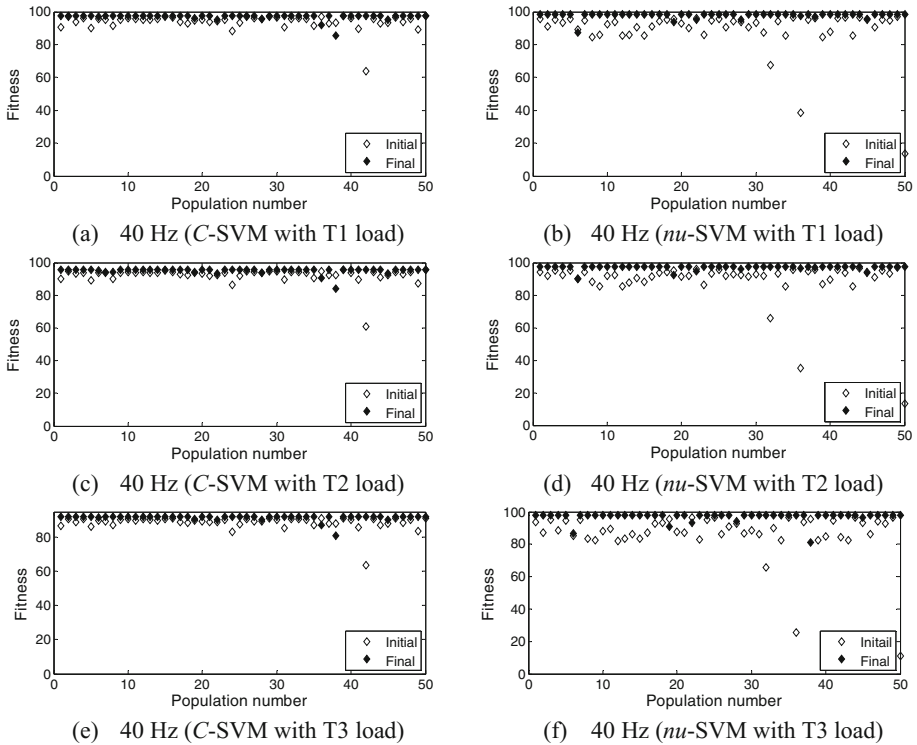 100
80
60
40
20
0
Fitness
Initial
Final
0 10 20 30 40 50
Population number
(a) 40 Hz (C-SVM with T1 load)
100
80
60
40
20
0
Fitness
Initial
Final
0 10 20 30 40 50
Population number
(b) 40 Hz (nu-SVM with T1 load)
100
80
60
40
20
0
Fitness
Initial
Final
0 10 20 30 40 50
Population number
(c) 40 Hz (C-SVM with T2 load)
100
80
60
40
20
0
Fitness
Initial
Final
0 10 20 30 40 50
Population number
(d) 40 Hz (nu-SVM with T2 load)
80
60
40
20
0
Fitness
Initial
Final
0 10 20 30 40 50
Population number
(e) 40 Hz (C-SVM with T3 load)
100
80
60
40
20
0
Fitness
Initail
Final
0 10 20 30 40 50
Population number
(f) 40 Hz (nu-SVM with T3 load)